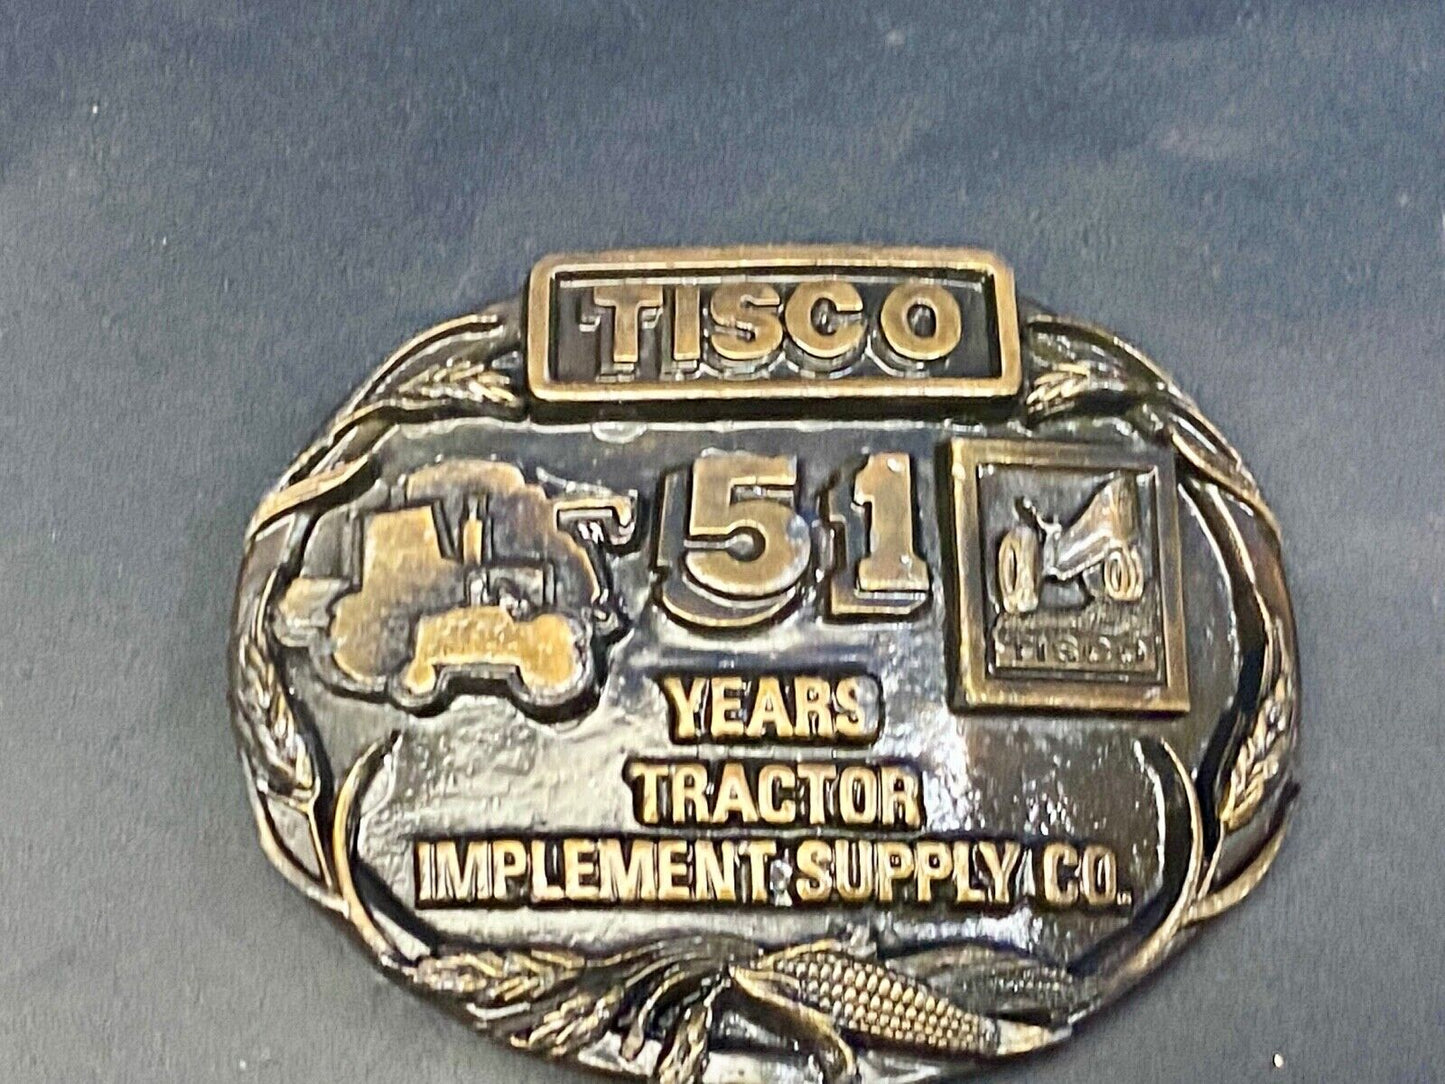 TISCO
51
TISCO
YEARS
TRACTOR
IMPLEMENT SUPPLY CO.